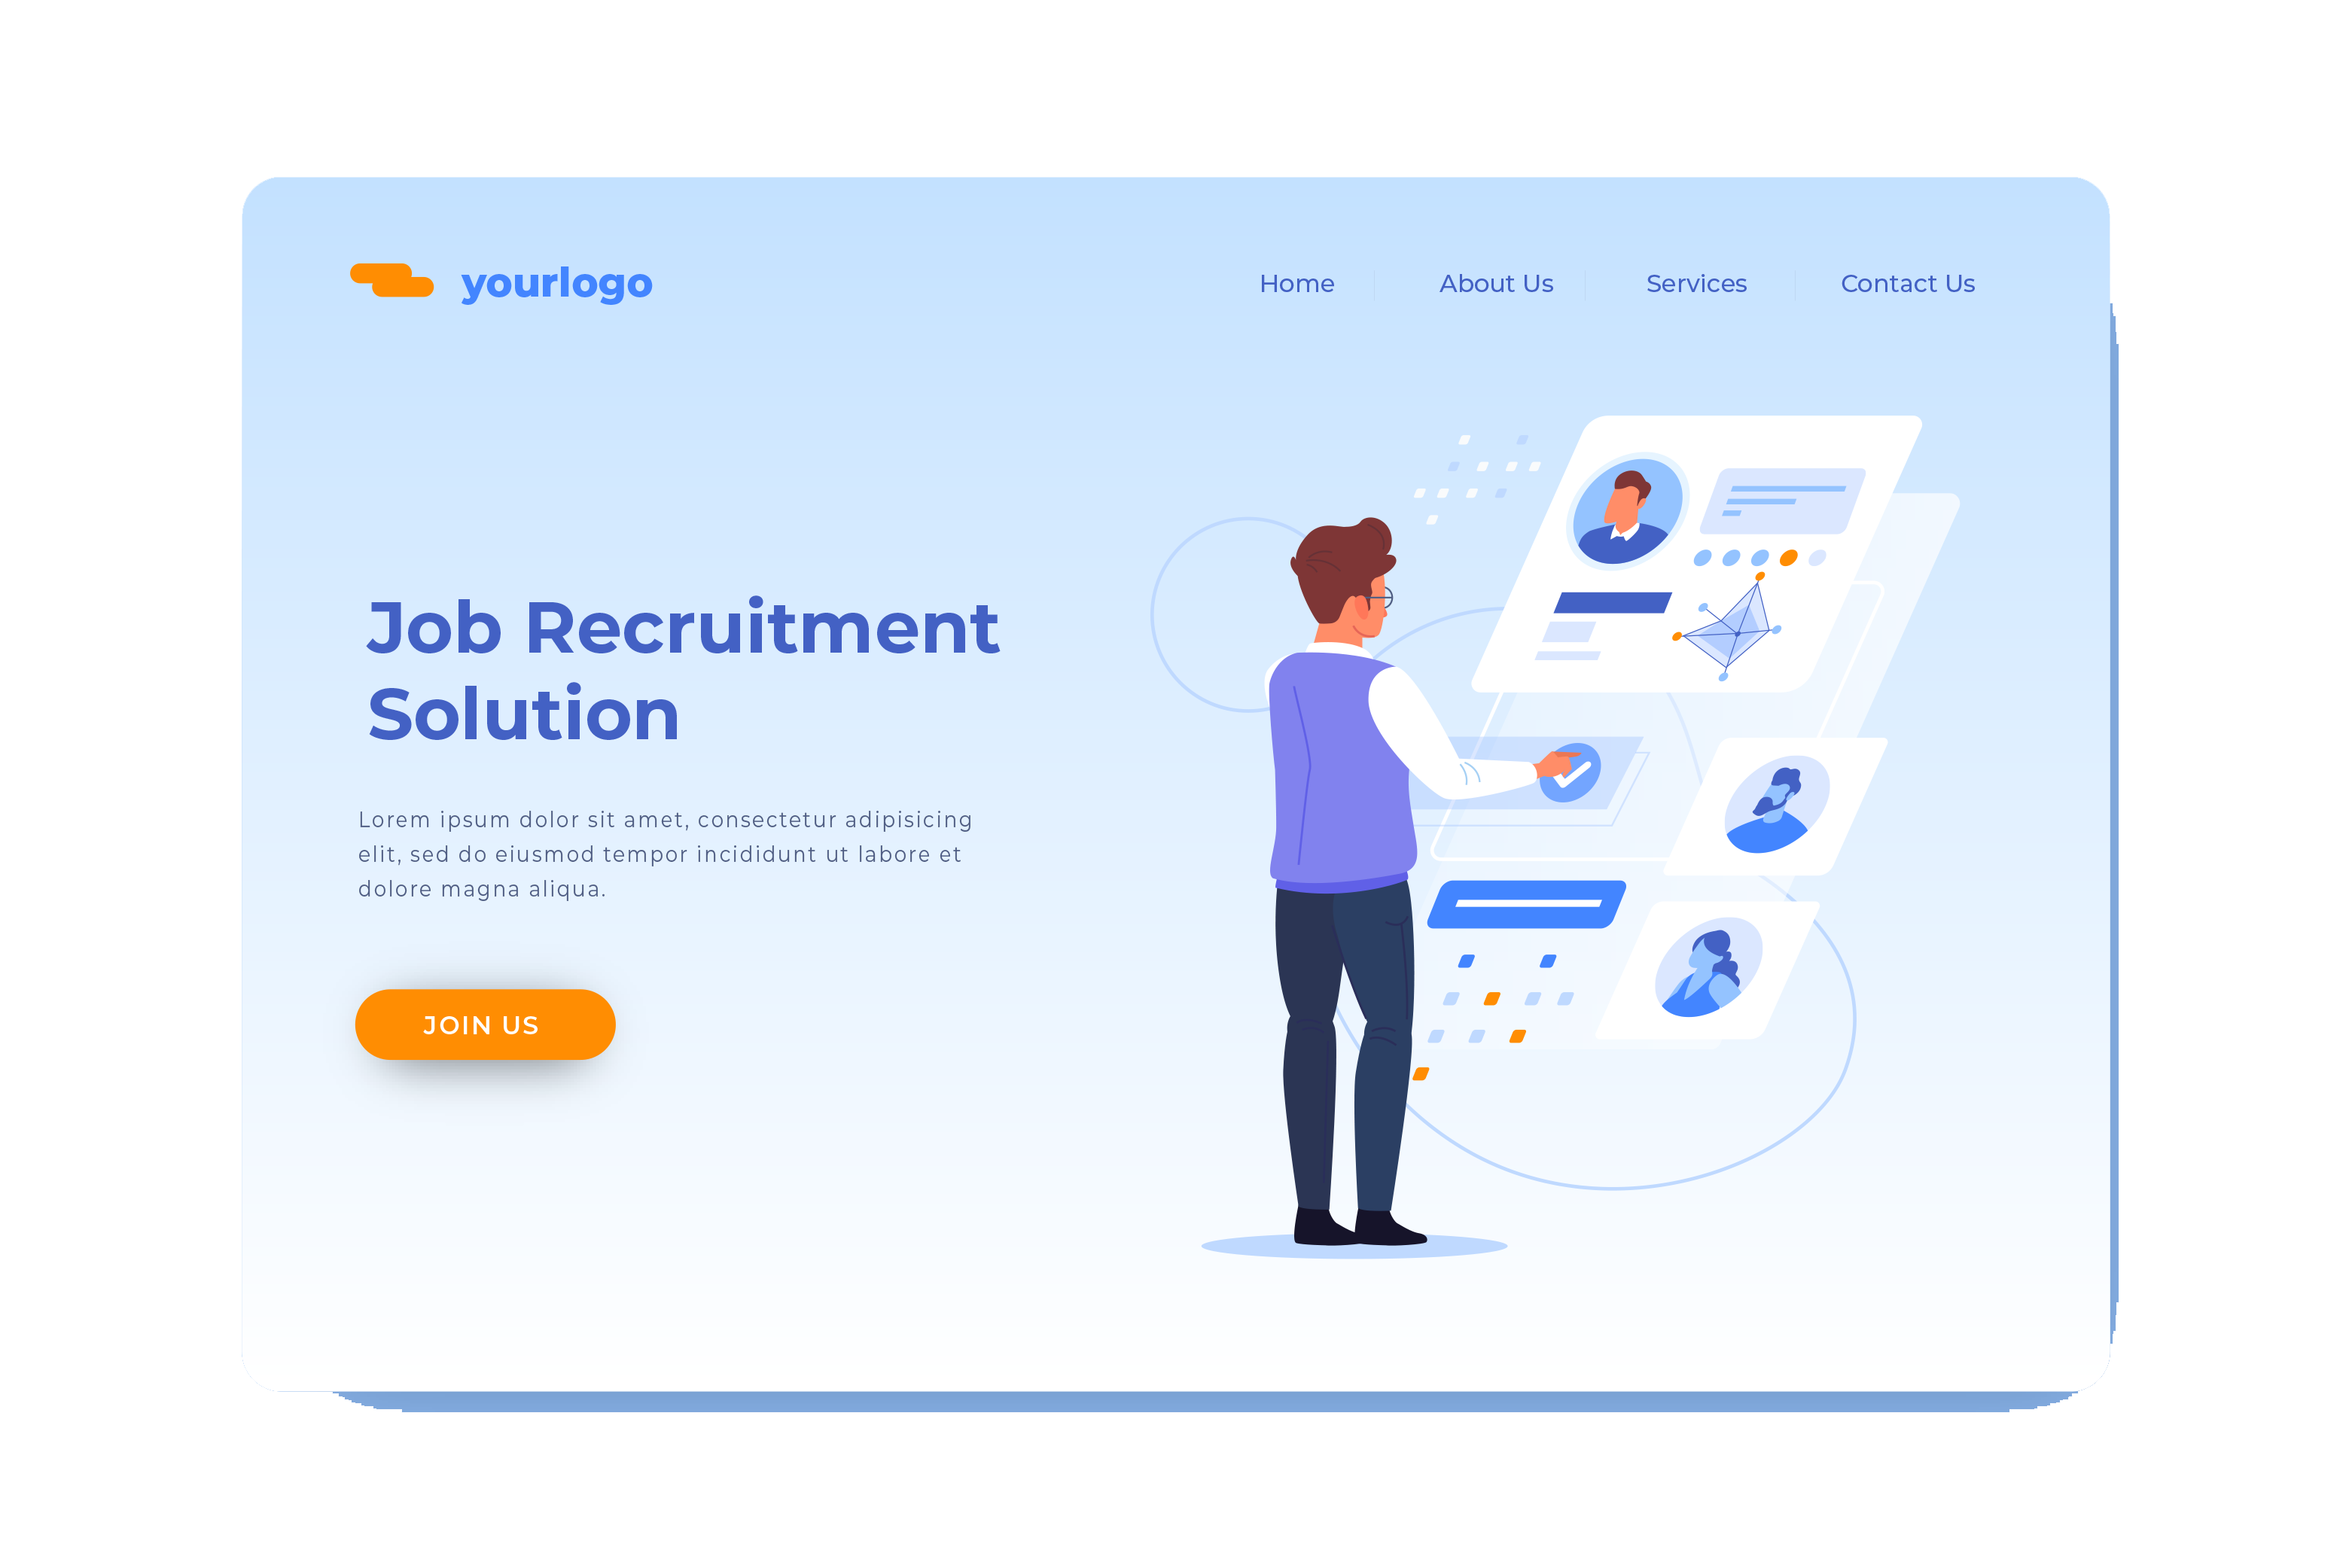 yourlogo
Home
About Us
Services
Contact Us
Job Recruitment
Solution
Lorem ipsum dolor sit amet, consectetur adipisicing
elit, sed do eiusmod tempor incididunt ut labore et
dolore magna aliqua.
JOIN US